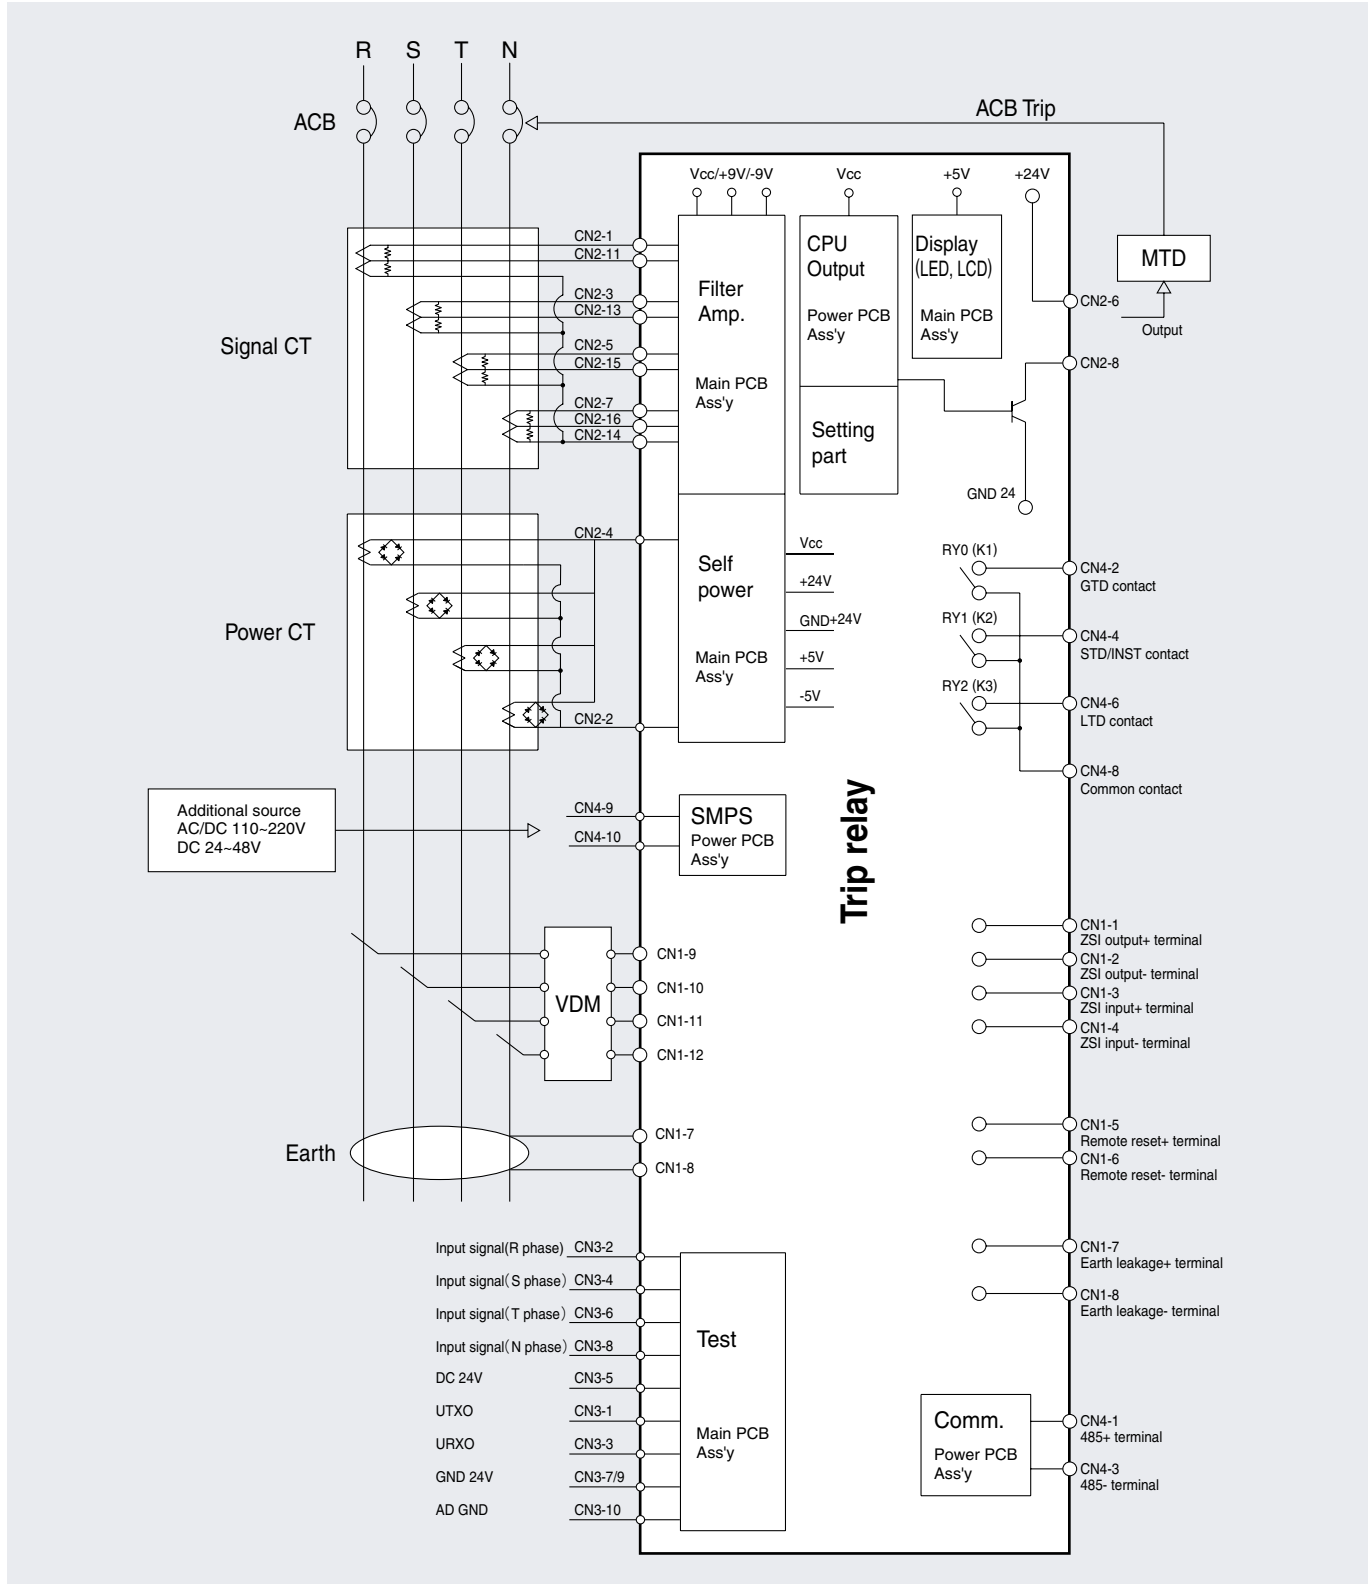 R S T N
ACB
ACB Trip
Vcc/+9V/-9V
Vcc
+5V
+24V
CN2-1
CN2-11
CN2-3
CN2-13
CN2-5
CN2-15
CN2-7
CN2-16
CN2-14
Signal CT
Filter
Amp.
Main PCB
Ass'y
CPU
Output
Power PCB
Ass'y
Setting
part
Display
(LED, LCD)
Main PCB
Ass'y
MTD
Output
CN2-6
CN2-8
GND 24
Power CT
CN2-4
CN2-2
Self
power
Main PCB
Ass'y
Vcc
+24V
GND+24V
+5V
-5V
RY0 (K1)
CN4-2
GTD contact
RY1 (K2)
CN4-4
STD/INST contact
RY2 (K3)
CN4-6
LTD contact
CN4-8
Common contact
Additional source
AC/DC 110~220V
DC 24~48V
CN4-9
CN4-10
SMPS
Power PCB
Ass'y
Trip relay
VDM
CN1-9
CN1-10
CN1-11
CN1-12
CN1-1
ZSI output+ terminal
CN1-2
ZSI output- terminal
CN1-3
ZSI input+ terminal
CN1-4
ZSI input- terminal
Earth
CN1-7
CN1-8
CN1-5
Remote reset+ terminal
CN1-6
Remote reset- terminal
CN1-7
Earth leakage+ terminal
CN1-8
Earth leakage- terminal
Input signal(R phase) CN3-2
Input signal(S phase) CN3-4
Input signal(T phase) CN3-6
Input signal(N phase) CN3-8
DC 24V CN3-5
UTXO CN3-1
URXO CN3-3
GND 24V CN3-7/9
AD GND CN3-10
Test
Main PCB
Ass'y
Comm.
Power PCB
Ass'y
CN4-1
485+ terminal
CN4-3
485- terminal